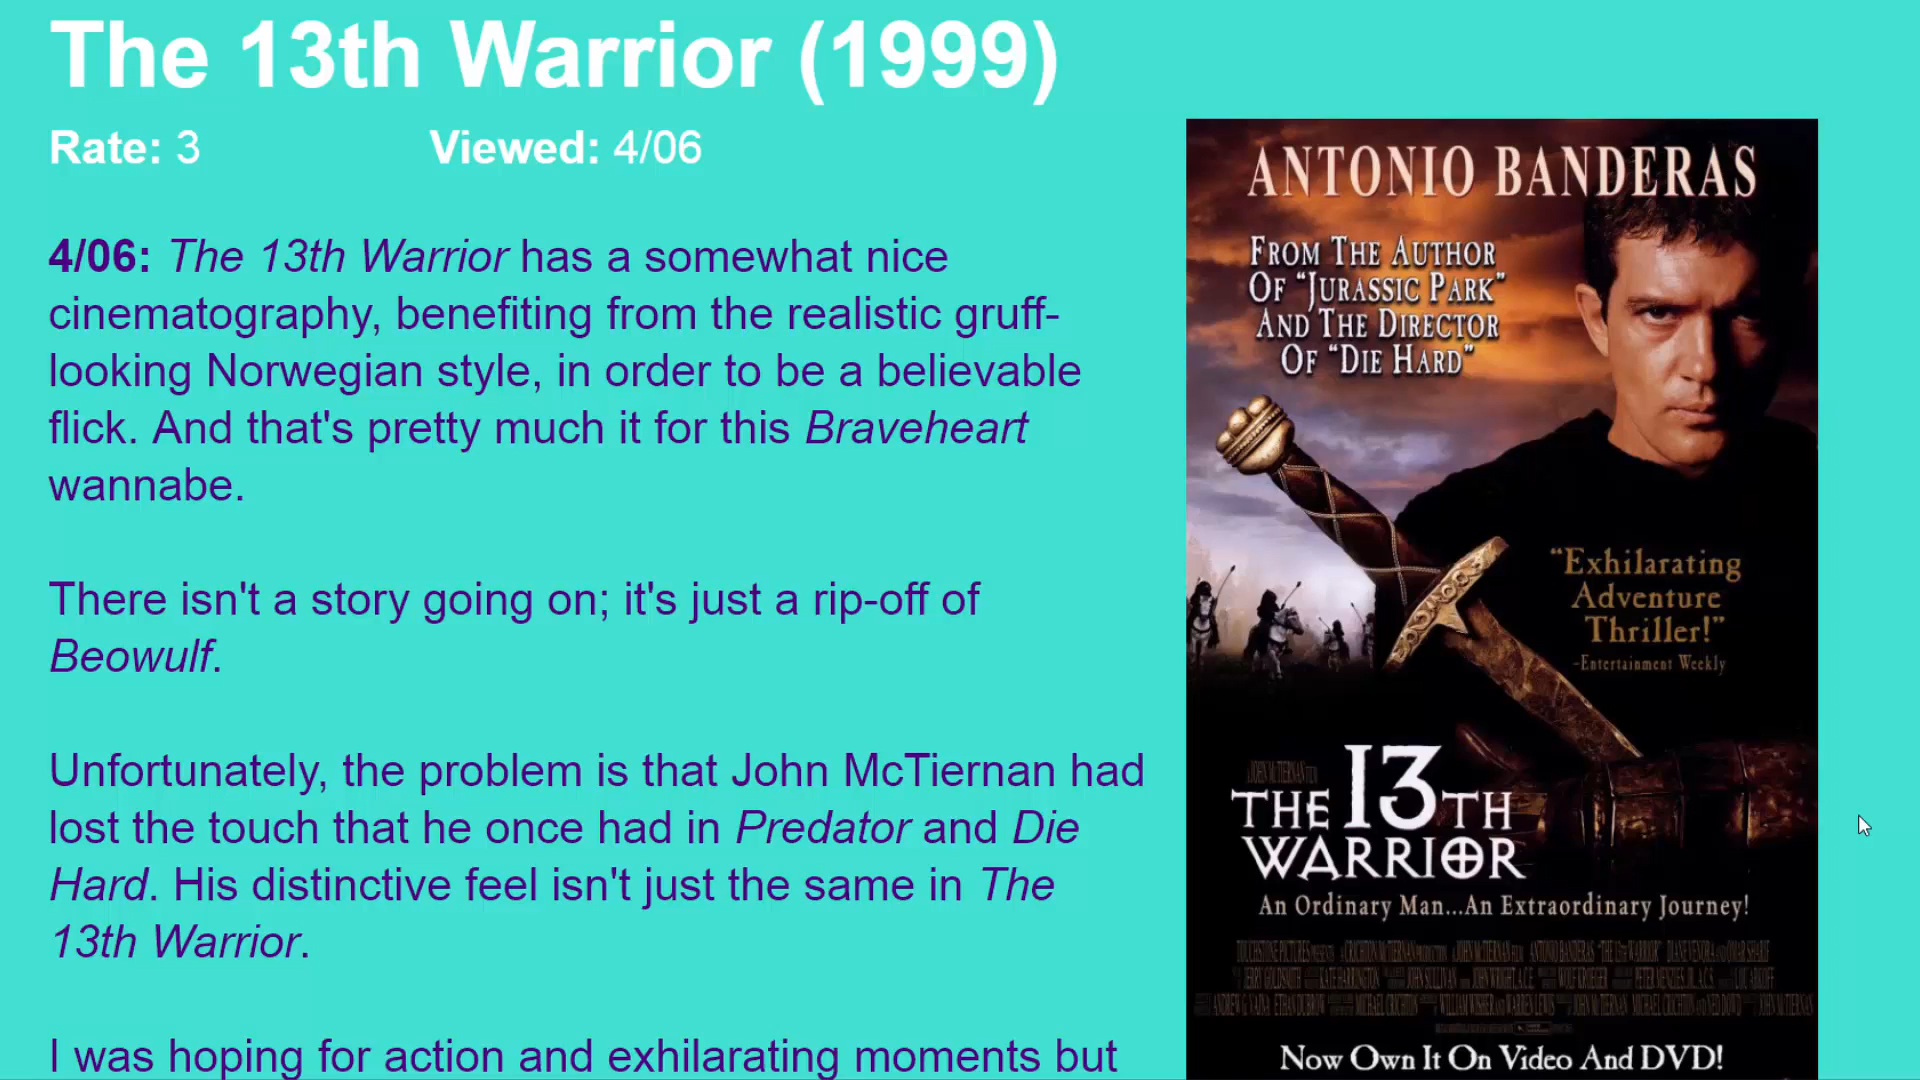 The 13th Warrior (1999)
Rate: 3 Viewed: 4/06
4/06: The 13th Warrior has a somewhat nice
cinematography, benefiting from the realistic gruff-
looking Norwegian style, in order to be a believable
flick. And that's pretty much it for this Braveheart
wannabe.
There isn't a story going on; it's just a rip-off of
Beowulf.
Unfortunately, the problem is that John McTiernan had
lost the touch that he once had in Predator and Die
Hard. His distinctive feel isn't just the same in The
13th Warrior.
I was hoping for action and exhilarating moments but
ANTONIO BANDERAS
FROM THE AUTHOR
OF "JURASSIC PARK"
AND THE DIRECTOR
OF "DIE HARD"
"Exhilarating
Adventure
Thriller!"
-Entertainment Weekly
THE 13TH
WARRIOR
An Ordinary Man...An Extraordinary Journey!
Now Own It On Video And DVD!